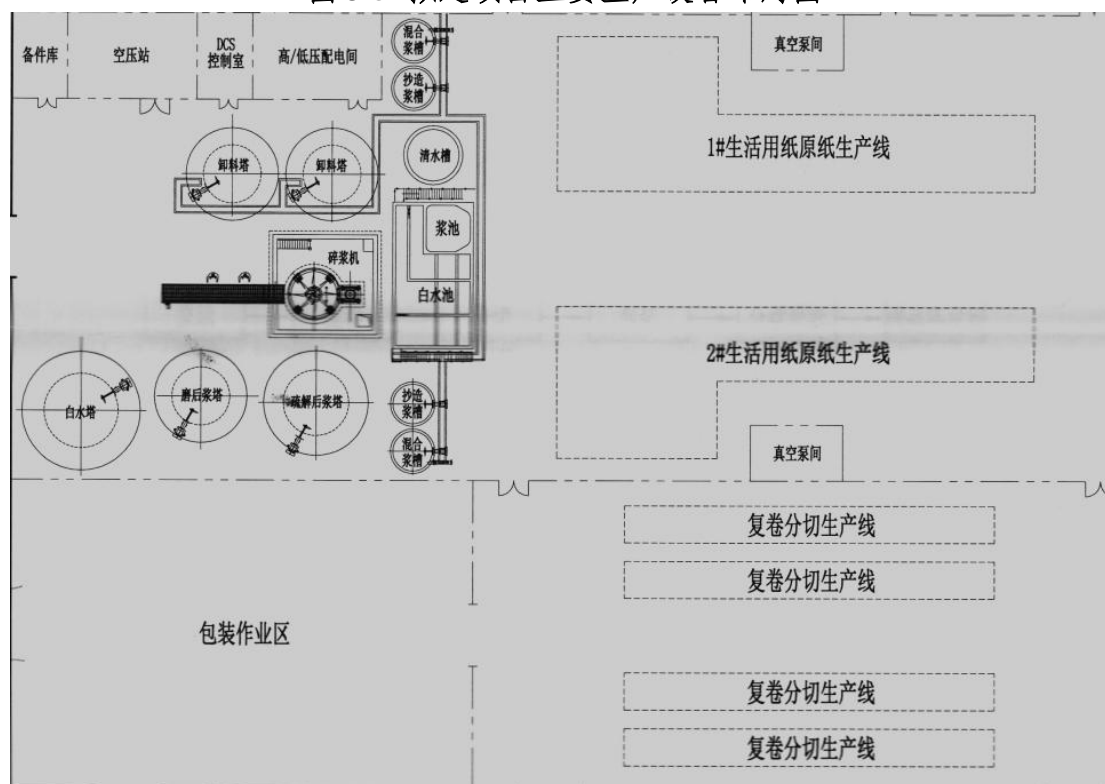 混合
浆槽
真空泵间
备件库
空压站
DCS
控制室
高/低压配电间
抄造
浆槽
1#生活用纸原纸生产线
清水槽
卸料塔
卸料塔
浆池
碎浆机
白水池
2#生活用纸原纸生产线
白水塔
磨后浆塔
疏解后浆塔
抄造
浆槽
混合
浆槽
真空泵间
复卷分切生产线
复卷分切生产线
包装作业区
复卷分切生产线
复卷分切生产线